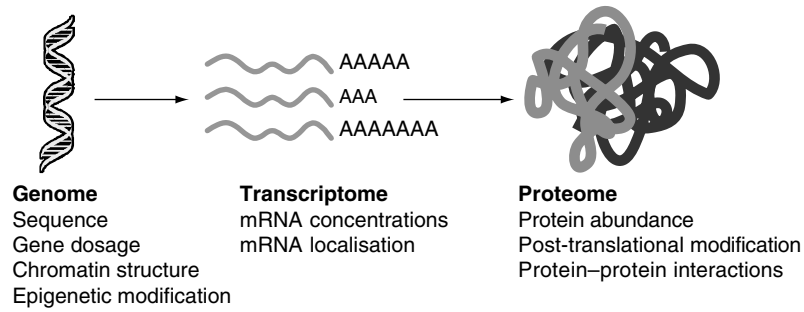 AAAAA
AAA
AAAAAAA
Genome
Sequence
Gene dosage
Chromatin structure
Epigenetic modification
Transcriptome
mRNA concentrations
mRNA localisation
Proteome
Protein abundance
Post-translational modification
Protein–protein interactions